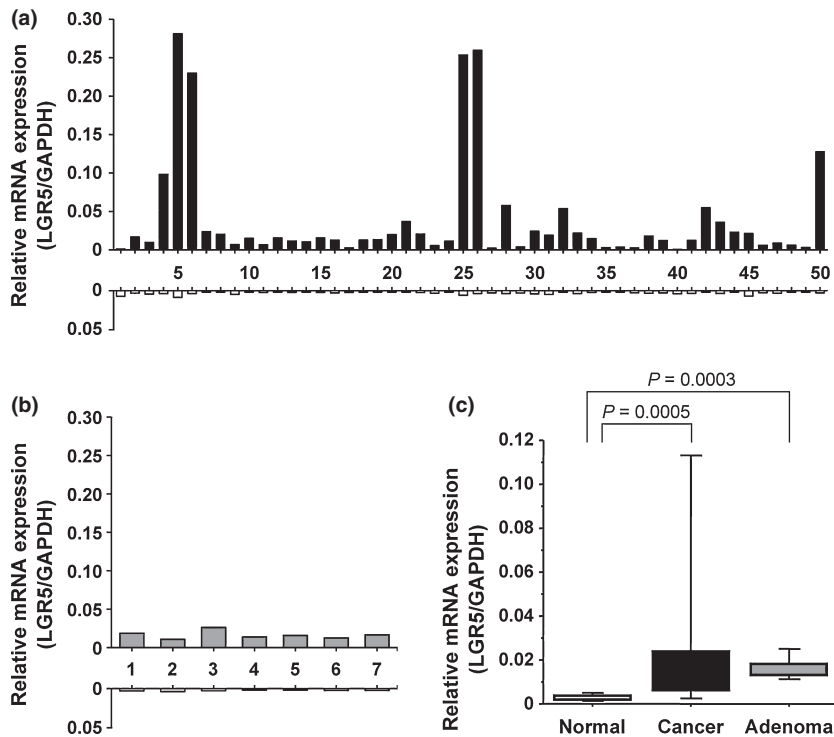 (a)
Relative mRNA expression
(LGR5/GAPDH)
0.30
0.25
0.20
0.15
0.10
0.05
0
5 10 15 20 25 30 35 40 45 50
0
0.05
(b)
Relative mRNA expression
(LGR5/GAPDH)
0.30
0.25
0.20
0.15
0.10
0.05
0
1 2 3 4 5 6 7
0
0.05
(c)
P = 0.0003
P = 0.0005
Relative mRNA expression
(LGR5/GAPDH)
0.12
0.10
0.08
0.06
0.04
0.02
0
Normal Cancer Adenoma